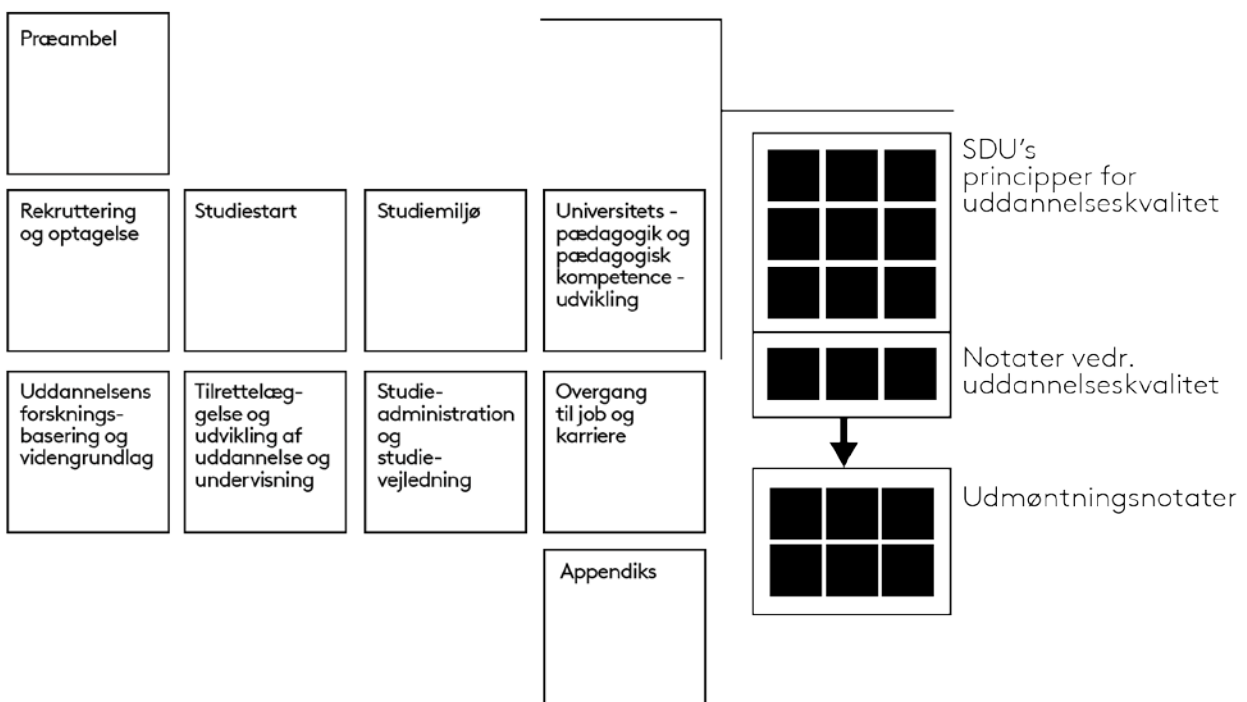 Præambel
Rekruttering
og optagelse
Studiestart
Studiemiljø
Universitets -
pædagogik og
pædagogisk
kompetence -
udvikling
Uddannelsens
forsknings-
basering og
videngrundlag
Tilrettelæg-
gelse og
udvikling af
uddannelse og
undervisning
Studie-
administration
og
studie-
vejledning
Overgang
til job og
karriere
Appendiks
SDU's
principper for
uddannelseskvalitet
Notater vedr.
uddannelseskvalitet
Udmøntningsnotater